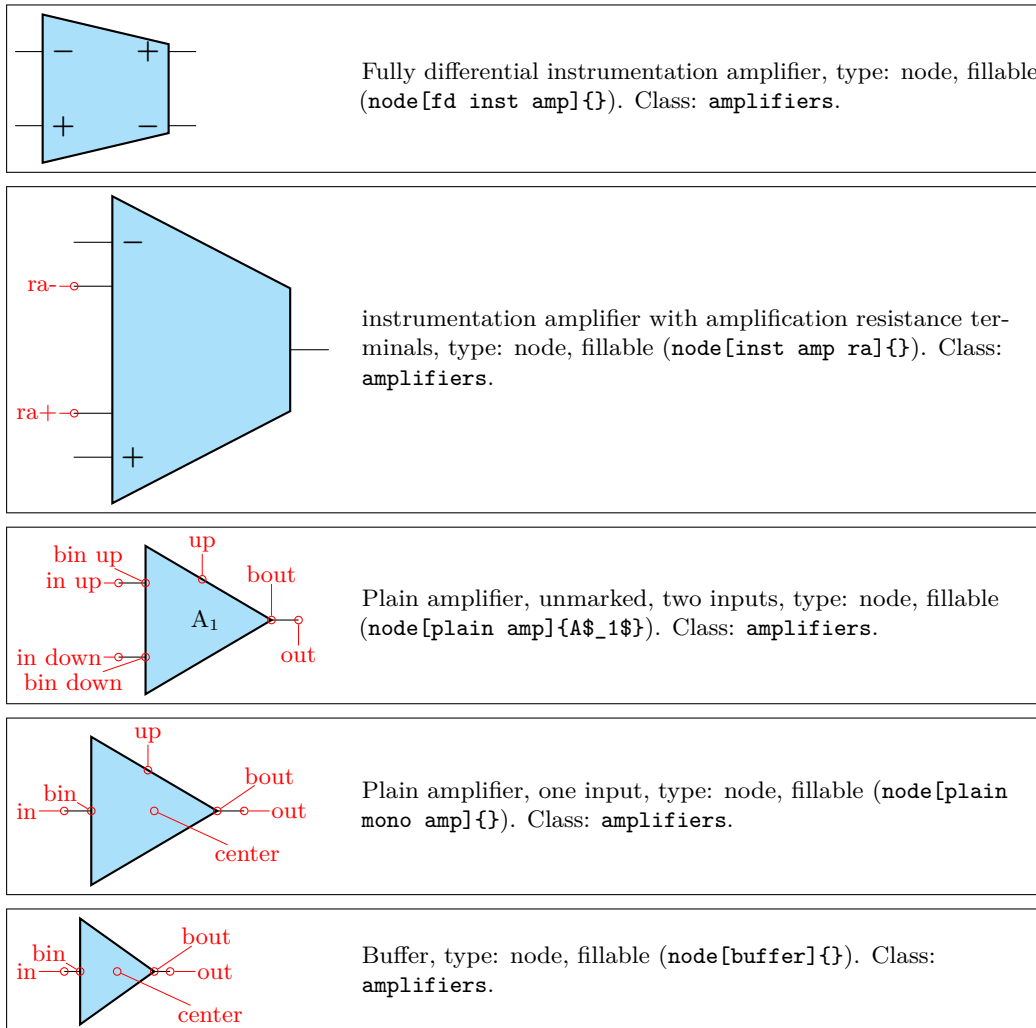 − +
+ −
Fully differential instrumentation amplifier, type: node, fillable
(node[fd inst amp]{}). Class: amplifiers.
−
ra-
ra+
+
instrumentation amplifier with amplification resistance ter-
minals, type: node, fillable (node[inst amp ra]{}). Class:
amplifiers.
up
bin up
in up
bout
A₁
in down
bin down
out
Plain amplifier, unmarked, two inputs, type: node, fillable
(node[plain amp]{A$_1$}). Class: amplifiers.
up
bin
bout
in
out
center
Plain amplifier, one input, type: node, fillable (node[plain
mono amp]{}). Class: amplifiers.
bin
bout
in
out
center
Buffer, type: node, fillable (node[buffer]{}). Class:
amplifiers.